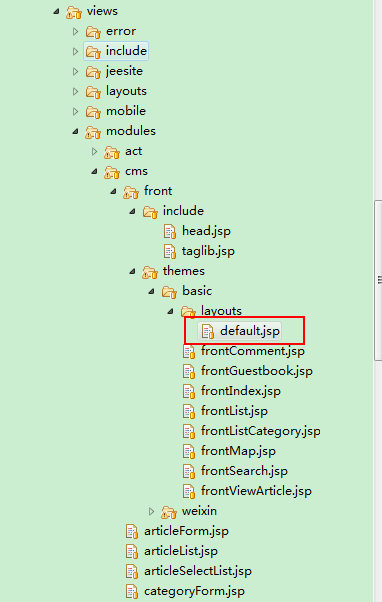 views
error
include
jeesite
layouts
mobile
modules
act
cms
front
include
head.jsp
taglib.jsp
themes
basic
layouts
default.jsp
frontComment.jsp
frontGuestbook.jsp
frontIndex.jsp
frontList.jsp
frontListCategory.jsp
frontMap.jsp
frontSearch.jsp
frontViewArticle.jsp
weixin
articleForm.jsp
articleList.jsp
articleSelectList.jsp
categoryForm.jsp